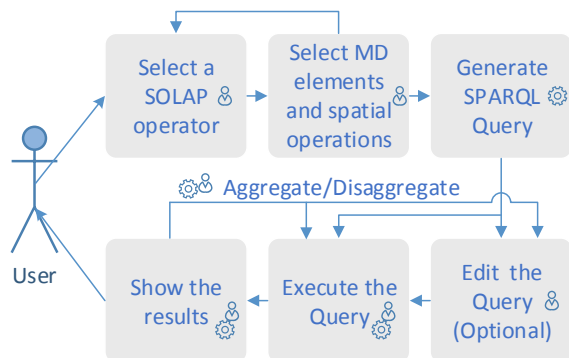 Select a
SOLAP
operator
Select MD
elements
and spatial
operations
Generate
SPARQL
Query
Aggregate/Disaggregate
User
Show the
results
Execute the
Query
Edit the
Query
(Optional)